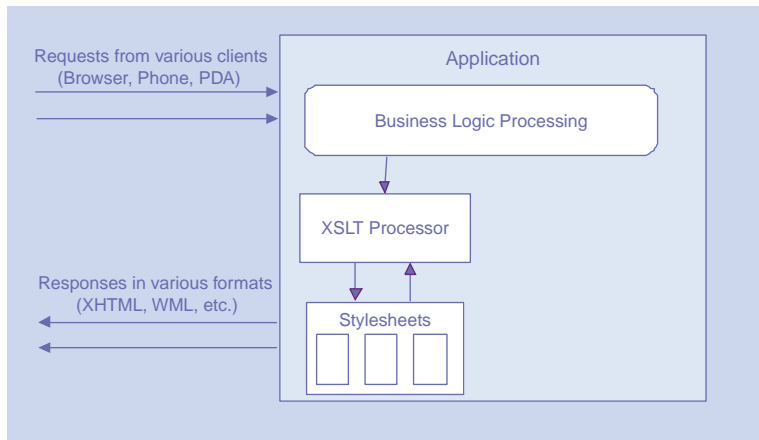 Requests from various clients
(Browser, Phone, PDA)
Application
Business Logic Processing
XSLT Processor
Responses in various formats
(XHTML, WML, etc.)
Stylesheets